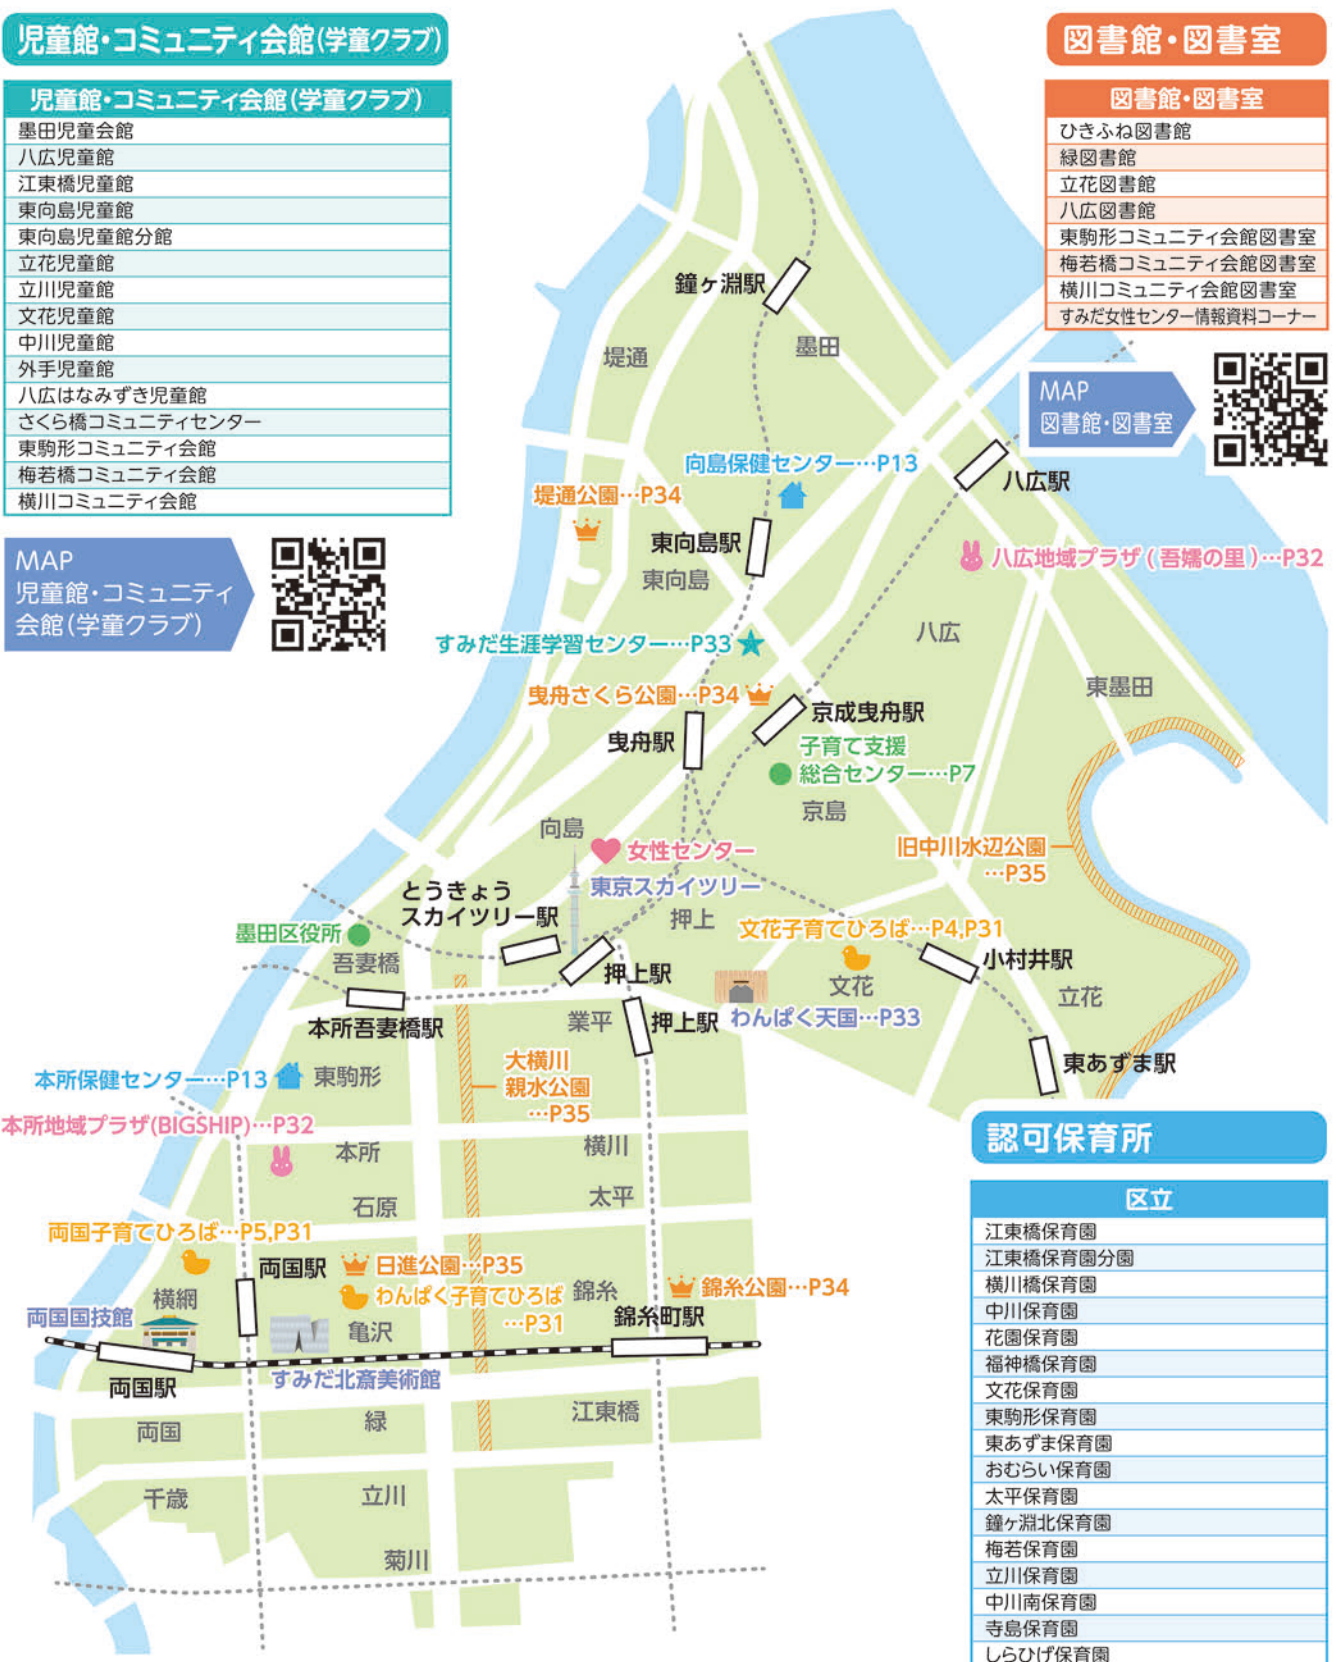 児童館・コミュニティ会館(学童クラブ)
児童館・コミュニティ会館(学童クラブ)
墨田児童会館
八広児童館
江東橋児童館
東向島児童館
東向島児童館分館
立花児童館
立川児童館
文花児童館
中川児童館
外手児童館
八広はなみずき児童館
さくら橋コミュニティセンター
東駒形コミュニティ会館
梅若橋コミュニティ会館
横川コミュニティ会館
MAP
児童館・コミュニティ
会館(学童クラブ)
図書館・図書室
図書館・図書室
ひきふね図書館
緑図書館
立花図書館
八広図書館
東駒形コミュニティ会館図書室
梅若橋コミュニティ会館図書室
横川コミュニティ会館図書室
すみだ女性センター情報資料コーナー
MAP
図書館・図書室
鐘ヶ淵駅
堤通
墨田
向島保健センター…P13
八広駅
堤通公園…P34
東向島駅
八広地域プラザ(吾嬬の里)…P32
東向島
八広
すみだ生涯学習センター…P33
東墨田
曳舟さくら公園…P34
京成曳舟駅
曳舟駅
子育て支援
総合センター…P7
京島
向島
女性センター
旧中川水辺公園
…P35
東京スカイツリー
とうきょう
スカイツリー駅
押上
墨田区役所
文花子育てひろば…P4,P31
吾妻橋
押上駅
小村井駅
文花
立花
本所吾妻橋駅
業平
押上駅
わんぱく天国…P33
東あずま駅
本所保健センター…P13
東駒形
大横川
親水公園
…P35
本所地域プラザ(BIGSHIP)…P32
本所
横川
石原
太平
両国子育てひろば…P5,P31
両国駅
日進公園…P35
錦糸
錦糸公園…P34
横網
わんぱく子育てひろば
…P31
両国国技館
亀沢
錦糸町駅
両国駅
すみだ北斎美術館
両国
緑
江東橋
千歳
立川
菊川
認可保育所
区立
江東橋保育園
江東橋保育園分園
横川橋保育園
中川保育園
花園保育園
福神橋保育園
文花保育園
東駒形保育園
東あずま保育園
おむらい保育園
太平保育園
鐘ヶ淵北保育園
梅若保育園
立川保育園
中川南保育園
寺島保育園
しらひげ保育園